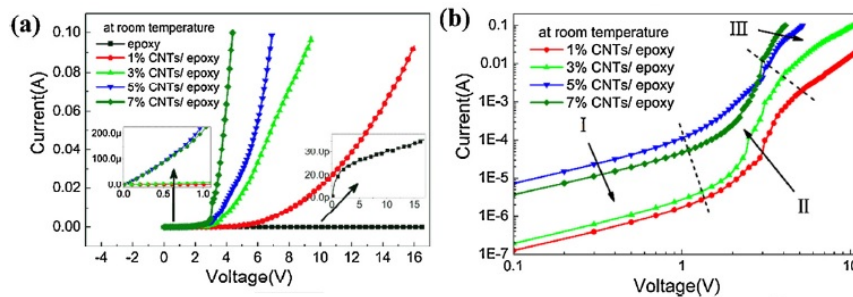 (a)
at room temperature
epoxy
1% CNTs/ epoxy
3% CNTs/ epoxy
5% CNTs/ epoxy
7% CNTs/ epoxy
Current(A)
0.10
0.08
0.06
0.04
0.02
0.00
200.0μ
100.0μ
0.0
0.0 0.5 1.0
30.0p
15.0p
0 5 10 15
-4 -2 0 2 4 6 8 10 12 14 16
Voltage(V)
(b)
at room temperature
1% CNTs/ epoxy
3% CNTs/ epoxy
5% CNTs/ epoxy
7% CNTs/ epoxy
Current(A)
0.1
0.01
1E-3
1E-4
1E-5
1E-6
1E-7
I
II
III
0.1 1 10
Voltage(V)